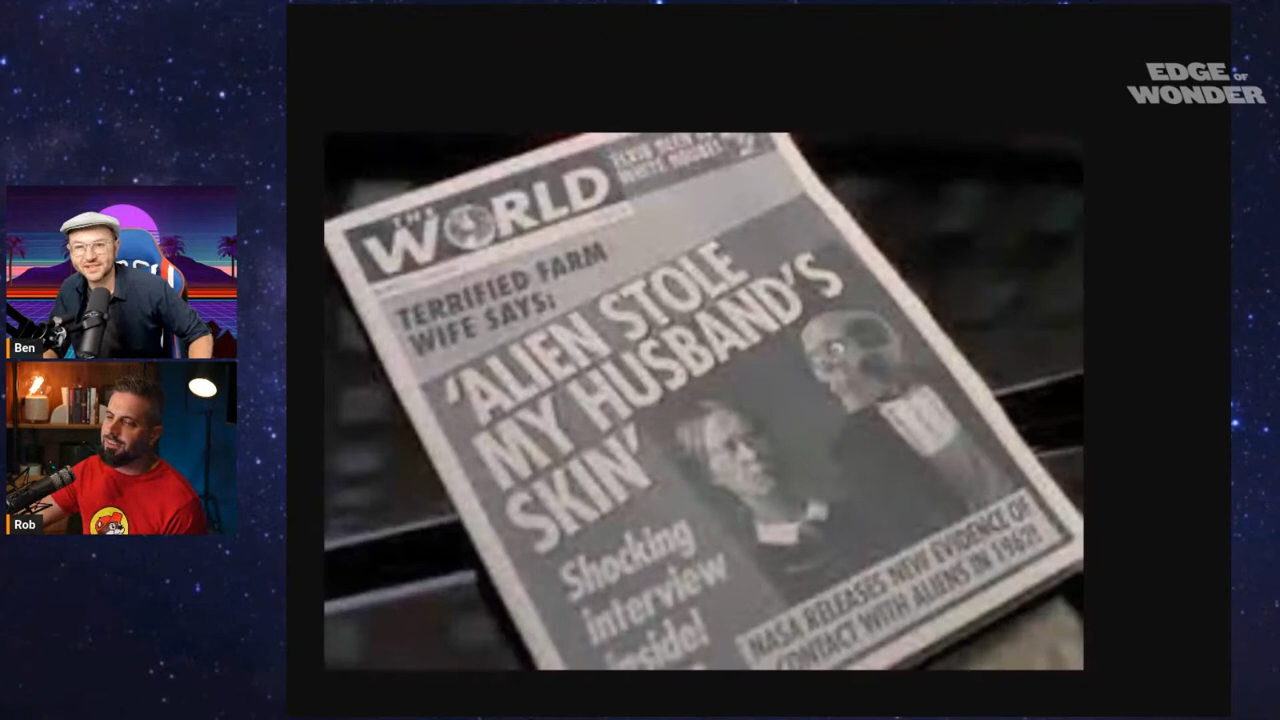 EDGE OF
WONDER
THE
WORLD
TERRIFIED FARM
WIFE SAYS:
'ALIEN STOLE
MY HUSBAND'S
SKIN'
Shocking
interview
inside!
NASA RELEASES NEW EVIDENCE OF
CONTACT WITH ALIENS IN 1962!
Ben
Rob